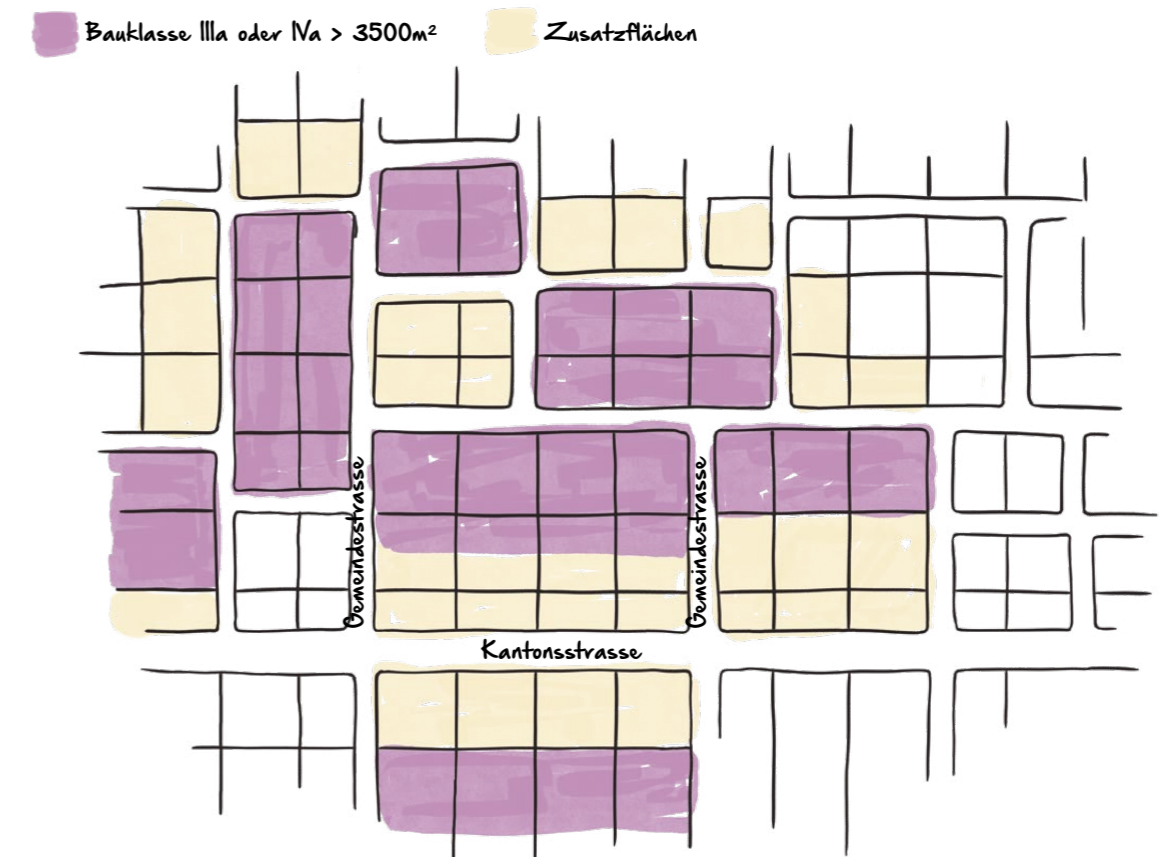 Bauklasse IIIa oder IVa > 3500m²
Zusatzflächen
Gemeindestrasse
Gemeindestrasse
Kantonsstrasse